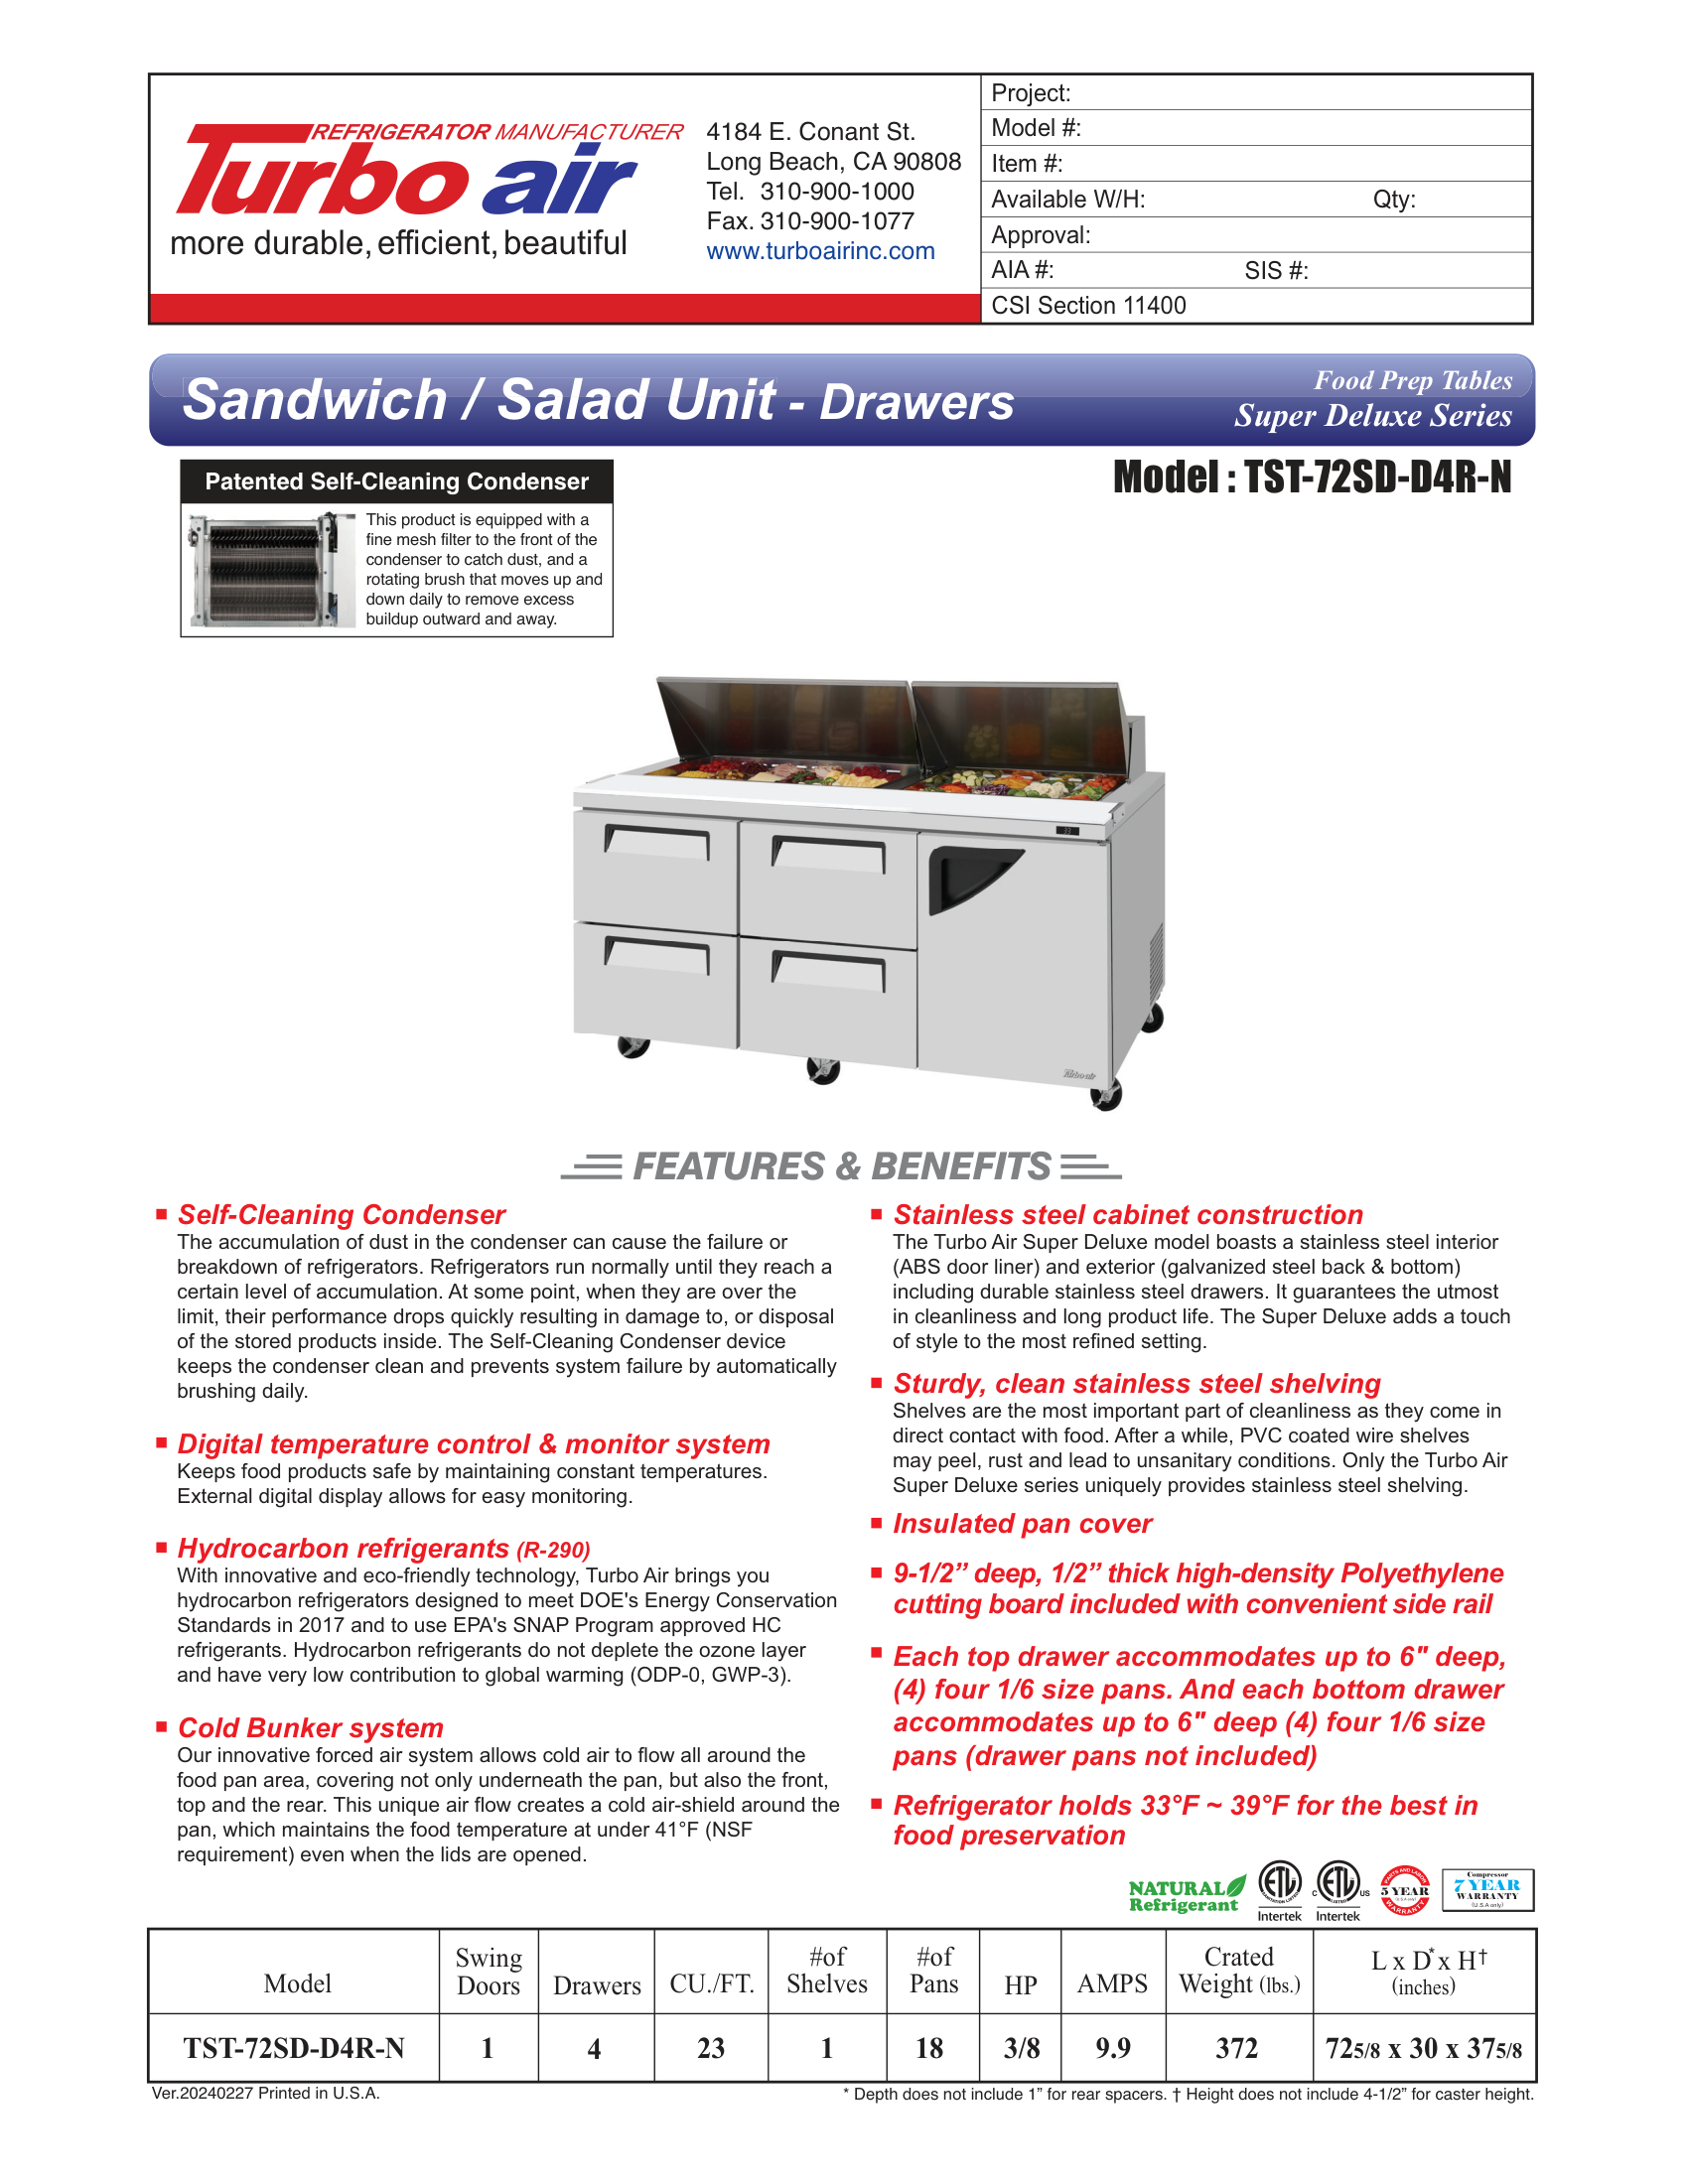 REFRIGERATOR MANUFACTURER
Turbo air
more durable, efficient, beautiful
4184 E. Conant St.
Long Beach, CA 90808
Tel. 310-900-1000
Fax. 310-900-1077
www.turboairinc.com
Project:
Model #:
Item #:
Available W/H: Qty:
Approval:
AIA #: SIS #:
CSI Section 11400
Sandwich / Salad Unit - Drawers
Food Prep Tables
Super Deluxe Series
Patented Self-Cleaning Condenser
This product is equipped with a
fine mesh filter to the front of the
condenser to catch dust, and a
rotating brush that moves up and
down daily to remove excess
buildup outward and away.
Model : TST-72SD-D4R-N
33
Turbo air
FEATURES & BENEFITS
Self-Cleaning Condenser
The accumulation of dust in the condenser can cause the failure or
breakdown of refrigerators. Refrigerators run normally until they reach a
certain level of accumulation. At some point, when they are over the
limit, their performance drops quickly resulting in damage to, or disposal
of the stored products inside. The Self-Cleaning Condenser device
keeps the condenser clean and prevents system failure by automatically
brushing daily.
Digital temperature control & monitor system
Keeps food products safe by maintaining constant temperatures.
External digital display allows for easy monitoring.
Hydrocarbon refrigerants (R-290)
With innovative and eco-friendly technology, Turbo Air brings you
hydrocarbon refrigerators designed to meet DOE's Energy Conservation
Standards in 2017 and to use EPA's SNAP Program approved HC
refrigerants. Hydrocarbon refrigerants do not deplete the ozone layer
and have very low contribution to global warming (ODP-0, GWP-3).
Cold Bunker system
Our innovative forced air system allows cold air to flow all around the
food pan area, covering not only underneath the pan, but also the front,
top and the rear. This unique air flow creates a cold air-shield around the
pan, which maintains the food temperature at under 41°F (NSF
requirement) even when the lids are opened.
Stainless steel cabinet construction
The Turbo Air Super Deluxe model boasts a stainless steel interior
(ABS door liner) and exterior (galvanized steel back & bottom)
including durable stainless steel drawers. It guarantees the utmost
in cleanliness and long product life. The Super Deluxe adds a touch
of style to the most refined setting.
Sturdy, clean stainless steel shelving
Shelves are the most important part of cleanliness as they come in
direct contact with food. After a while, PVC coated wire shelves
may peel, rust and lead to unsanitary conditions. Only the Turbo Air
Super Deluxe series uniquely provides stainless steel shelving.
Insulated pan cover
9-1/2” deep, 1/2” thick high-density Polyethylene
cutting board included with convenient side rail
Each top drawer accommodates up to 6" deep,
(4) four 1/6 size pans. And each bottom drawer
accommodates up to 6" deep (4) four 1/6 size
pans (drawer pans not included)
Refrigerator holds 33°F ~ 39°F for the best in
food preservation
NATURAL
Refrigerant
ETL
SANITATION LISTED
Intertek
C ETL US
LISTED
Intertek
PARTS AND LABOR
5 YEAR
(U.S.A only)
WARRANTY
Compressor
7 YEAR
WARRANTY
(U.S.A only)
Model Swing Doors Drawers CU./FT. #of Shelves #of Pans HP AMPS Crated Weight (lbs.) L x D* x H† (inches)
TST-72SD-D4R-N 1 4 23 1 18 3/8 9.9 372 725/8 x 30 x 375/8
Ver.20240227 Printed in U.S.A.
* Depth does not include 1” for rear spacers. † Height does not include 4-1/2” for caster height.